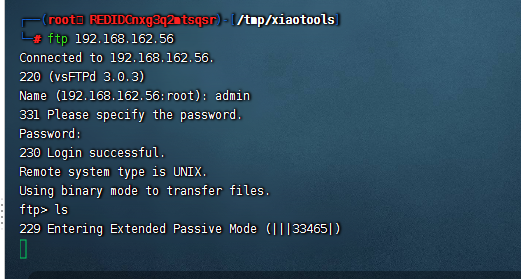 (root㉿REDIDCnxg3q2mtsqsr)-[/tmp/xiaotools]
# ftp 192.168.162.56
Connected to 192.168.162.56.
220 (vsFTPd 3.0.3)
Name (192.168.162.56:root): admin
331 Please specify the password.
Password:
230 Login successful.
Remote system type is UNIX.
Using binary mode to transfer files.
ftp> ls
229 Entering Extended Passive Mode (|||33465|)